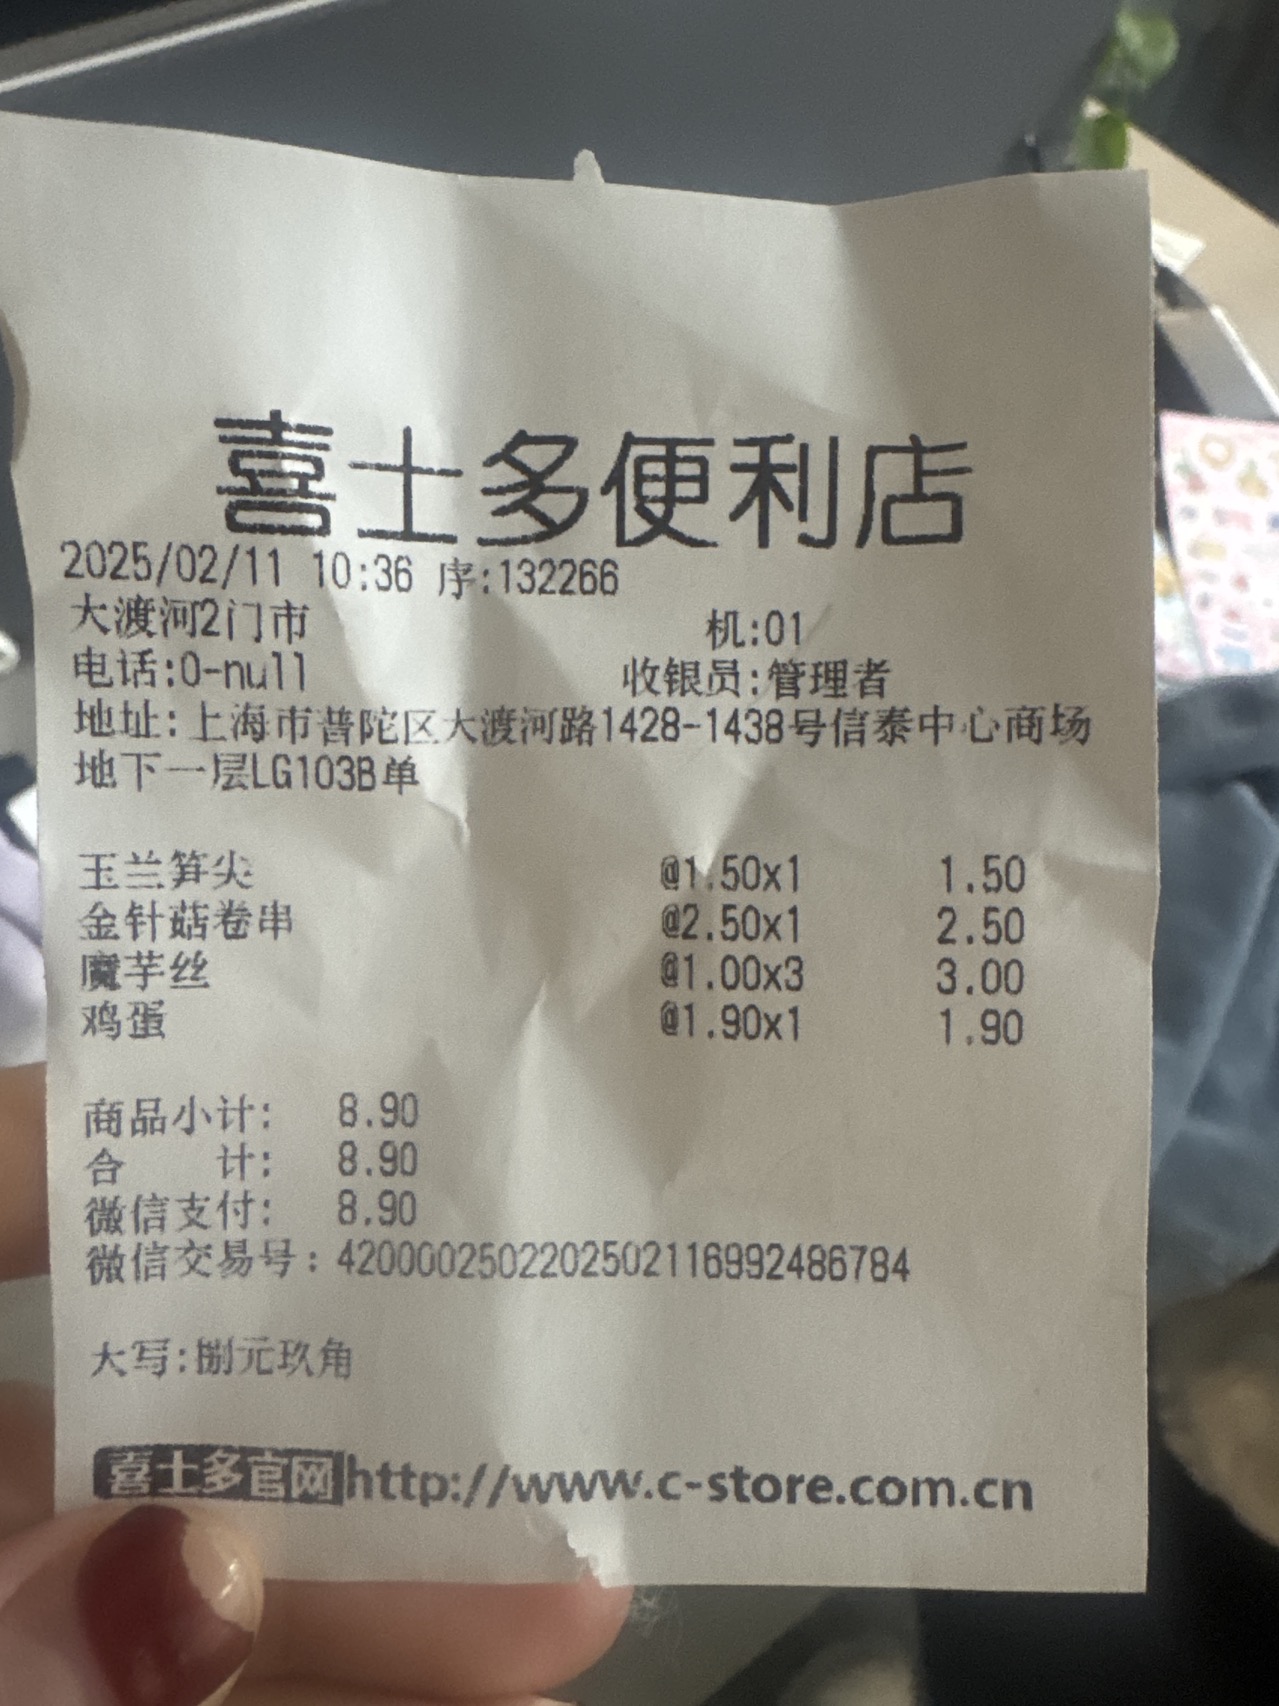 喜士多便利店
2025/02/11 10:36 序:132266
大渡河2门市 机:01
电话:0-null 收银员:管理者
地址:上海市普陀区大渡河路1428-1438号信泰中心商场
地下一层LG103B单
玉兰笋尖 @1.50x1 1.50
金针菇卷串 @2.50x1 2.50
魔芋丝 @1.00x3 3.00
鸡蛋 @1.90x1 1.90
商品小计: 8.90
合 计: 8.90
微信支付: 8.90
微信交易号:4200002502202502116992486784
大写:捌元玖角
喜士多官网http://www.c-store.com.cn